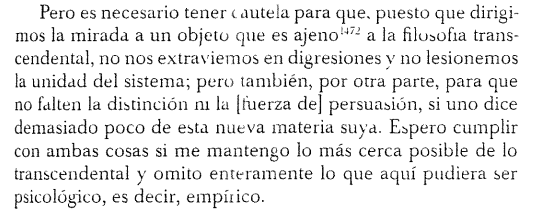 Pero es necesario tener cautela para que, puesto que dirigi-
mos la mirada a un objeto que es ajeno¹⁴⁷² a la filosofía trans-
cendental, no nos extraviemos en digresiones y no lesionemos
la unidad del sistema; pero también, por otra parte, para que
no falten la distinción ni la [fuerza de] persuasión, si uno dice
demasiado poco de esta nueva materia suya. Espero cumplir
con ambas cosas si me mantengo lo más cerca posible de lo
transcendental y omito enteramente lo que aquí pudiera ser
psicológico, es decir, empírico.